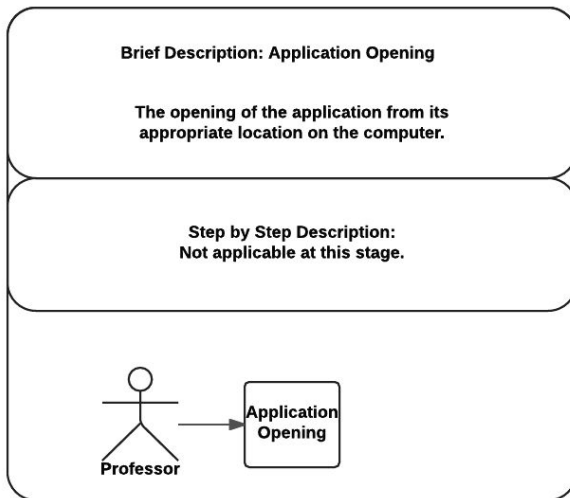 Brief Description: Application Opening
The opening of the application from its
appropriate location on the computer.
Step by Step Description:
Not applicable at this stage.
Application
Opening
Professor